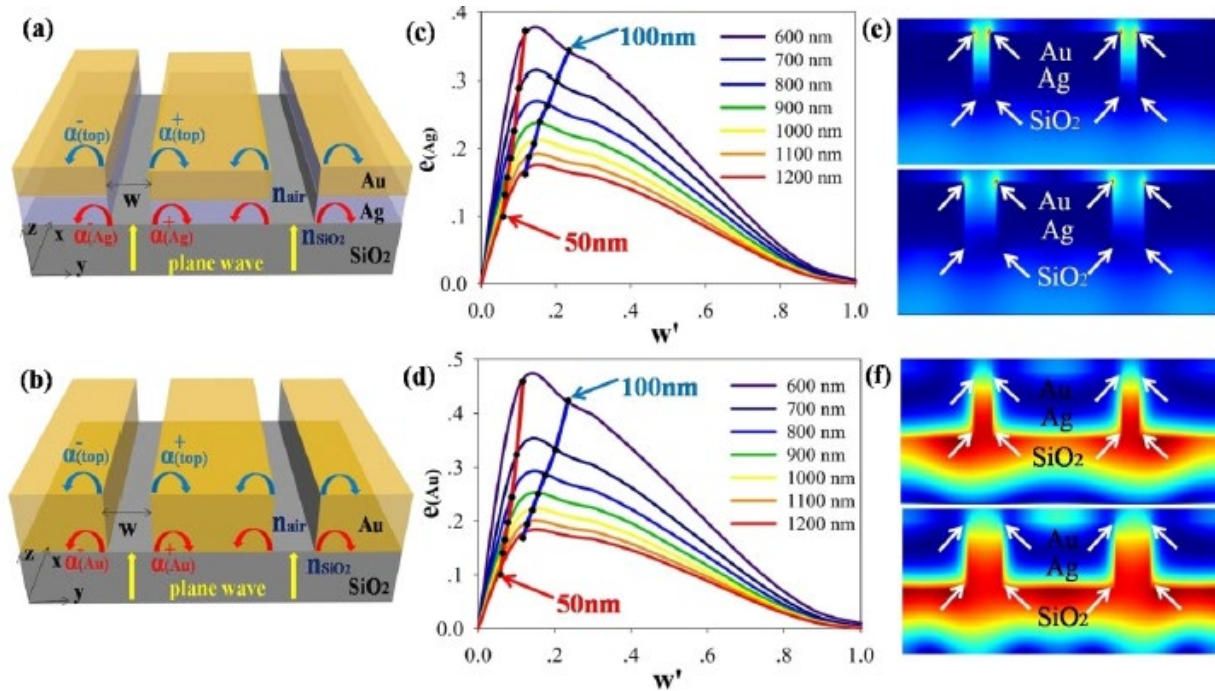 (a)
α⁻(top)
α⁺(top)
w
n air
Au
Ag
α(Ag)
α⁺(Ag)
n SiO₂
SiO₂
z
x
y
plane wave
(b)
α⁻(top)
α⁺(top)
w
n air
Au
α⁻(Au)
α⁺(Au)
n SiO₂
SiO₂
z
x
y
plane wave
(c)
.4
.3
.2
.1
0.0
e(Ag)
0.0 .2 .4 .6 .8 1.0
w'
100nm
50nm
600 nm
700 nm
800 nm
900 nm
1000 nm
1100 nm
1200 nm
(d)
.5
.4
.3
.2
.1
0.0
e(Au)
0.0 .2 .4 .6 .8 1.0
w'
100nm
50nm
600 nm
700 nm
800 nm
900 nm
1000 nm
1100 nm
1200 nm
(e)
Au
Ag
SiO₂
Au
Ag
SiO₂
(f)
Au
Ag
SiO₂
Au
Ag
SiO₂